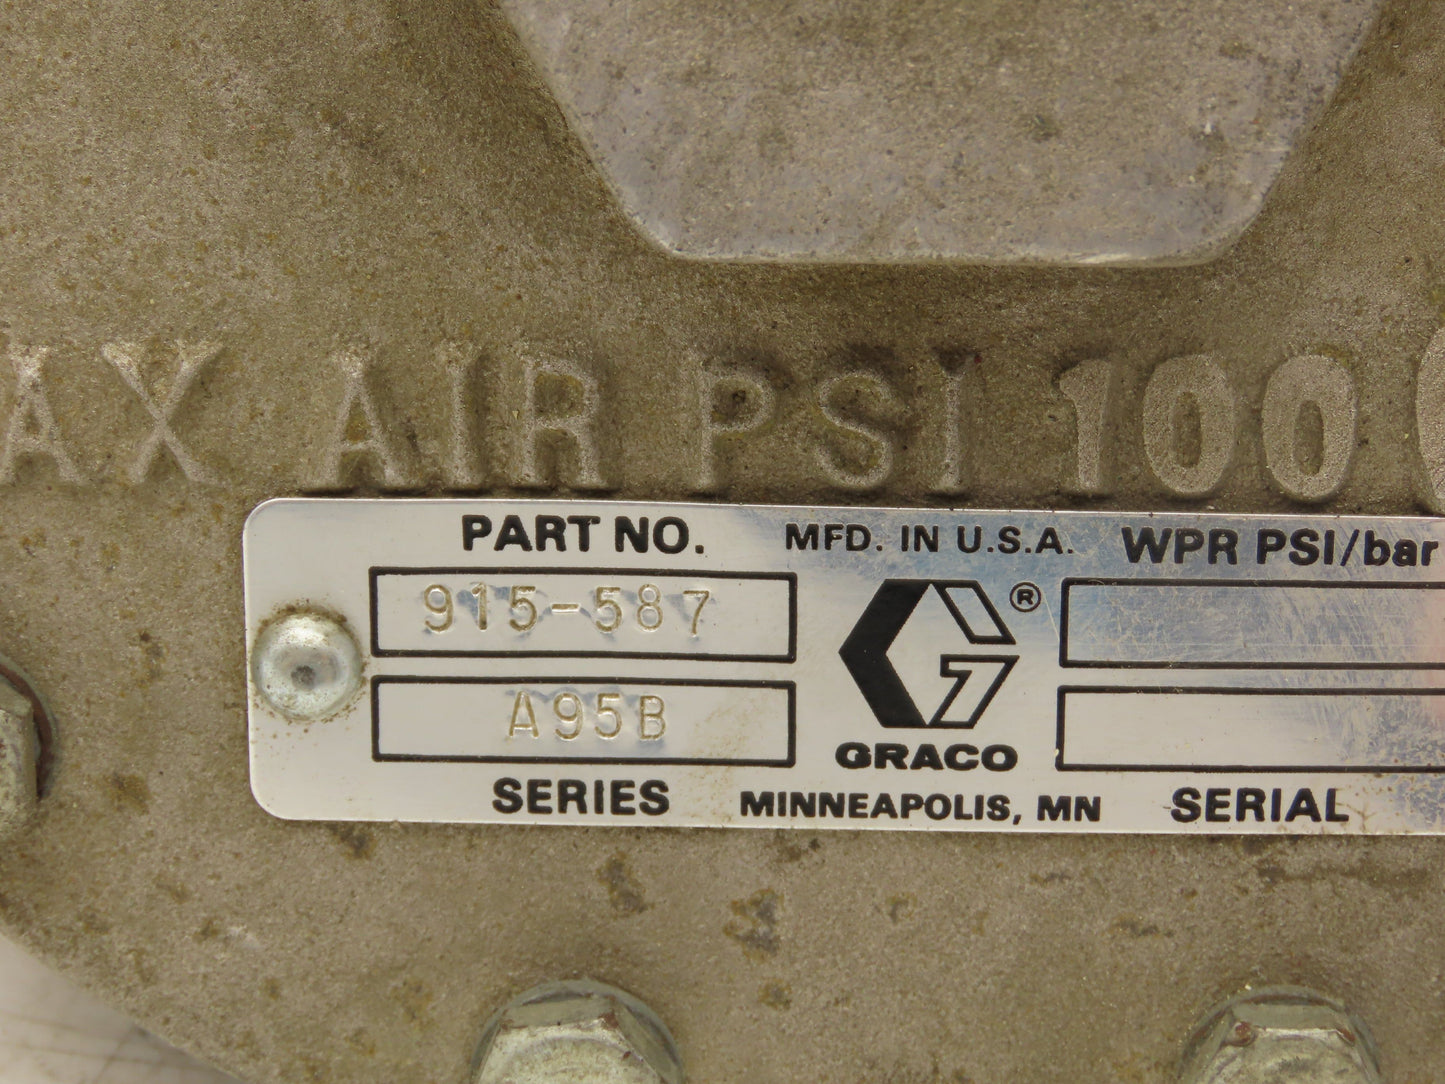 AX AIR PSI 100
PART NO. MFD. IN U.S.A. WPR PSI/bar
915-587
®
A95B
GRACO
SERIES MINNEAPOLIS, MN SERIAL